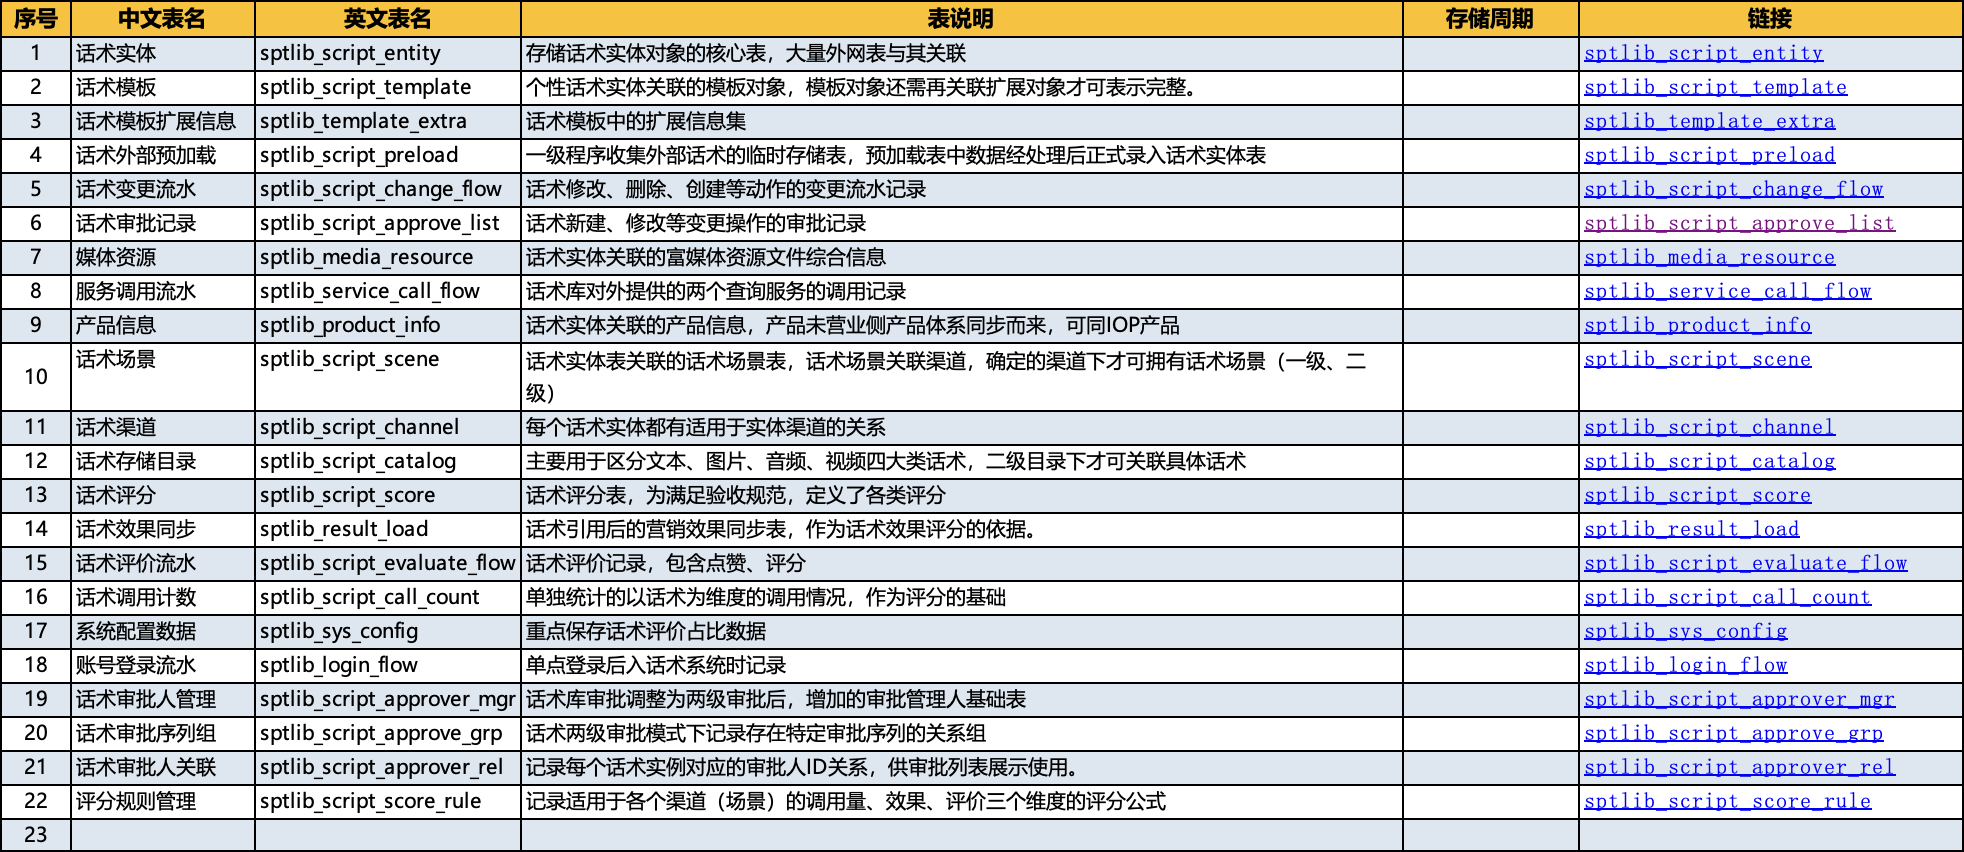 序号 中文表名 英文表名 表说明 存储周期 链接
1 话术实体 sptlib_script_entity 存储话术实体对象的核心表，大量外网表与其关联 sptlib_script_entity
2 话术模板 sptlib_script_template 个性话术实体关联的模板对象，模板对象还需再关联扩展对象才可表示完整。 sptlib_script_template
3 话术模板扩展信息 sptlib_template_extra 话术模板中的扩展信息集 sptlib_template_extra
4 话术外部预加载 sptlib_script_preload 一级程序收集外部话术的临时存储表，预加载表中数据经处理后正式录入话术实体表 sptlib_script_preload
5 话术变更流水 sptlib_script_change_flow 话术修改、删除、创建等动作的变更流水记录 sptlib_script_change_flow
6 话术审批记录 sptlib_script_approve_list 话术新建、修改等变更操作的审批记录 sptlib_script_approve_list
7 媒体资源 sptlib_media_resource 话术实体关联的富媒体资源文件综合信息 sptlib_media_resource
8 服务调用流水 sptlib_service_call_flow 话术库对外提供的两个查询服务的调用记录 sptlib_service_call_flow
9 产品信息 sptlib_product_info 话术实体关联的产品信息，产品未营业侧产品体系同步而来，可同IOP产品 sptlib_product_info
10 话术场景 sptlib_script_scene 话术实体表关联的话术场景表，话术场景关联渠道，确定的渠道下才可拥有话术场景（一级、二 sptlib_script_scene
级）
11 话术渠道 sptlib_script_channel 每个话术实体都有适用于实体渠道的关系 sptlib_script_channel
12 话术存储目录 sptlib_script_catalog 主要用于区分文本、图片、音频、视频四大类话术，二级目录下才可关联具体话术 sptlib_script_catalog
13 话术评分 sptlib_script_score 话术评分表，为满足验收规范，定义了各类评分 sptlib_script_score
14 话术效果同步 sptlib_result_load 话术引用后的营销效果同步表，作为话术效果评分的依据。 sptlib_result_load
15 话术评价流水 sptlib_script_evaluate_flow 话术评价记录，包含点赞、评分 sptlib_script_evaluate_flow
16 话术调用计数 sptlib_script_call_count 单独统计的以话术为维度的调用情况，作为评分的基础 sptlib_script_call_count
17 系统配置数据 sptlib_sys_config 重点保存话术评价占比数据 sptlib_sys_config
18 账号登录流水 sptlib_login_flow 单点登录后入话术系统时记录 sptlib_login_flow
19 话术审批人管理 sptlib_script_approver_mgr 话术库审批调整为两级审批后，增加的审批管理人基础表 sptlib_script_approver_mgr
20 话术审批序列组 sptlib_script_approve_grp 话术两级审批模式下记录存在特定审批序列的关系组 sptlib_script_approve_grp
21 话术审批人关联 sptlib_script_approver_rel 记录每个话术实例对应的审批人ID关系，供审批列表展示使用。 sptlib_script_approver_rel
22 评分规则管理 sptlib_script_score_rule 记录适用于各个渠道（场景）的调用量、效果、评价三个维度的评分公式 sptlib_script_score_rule
23